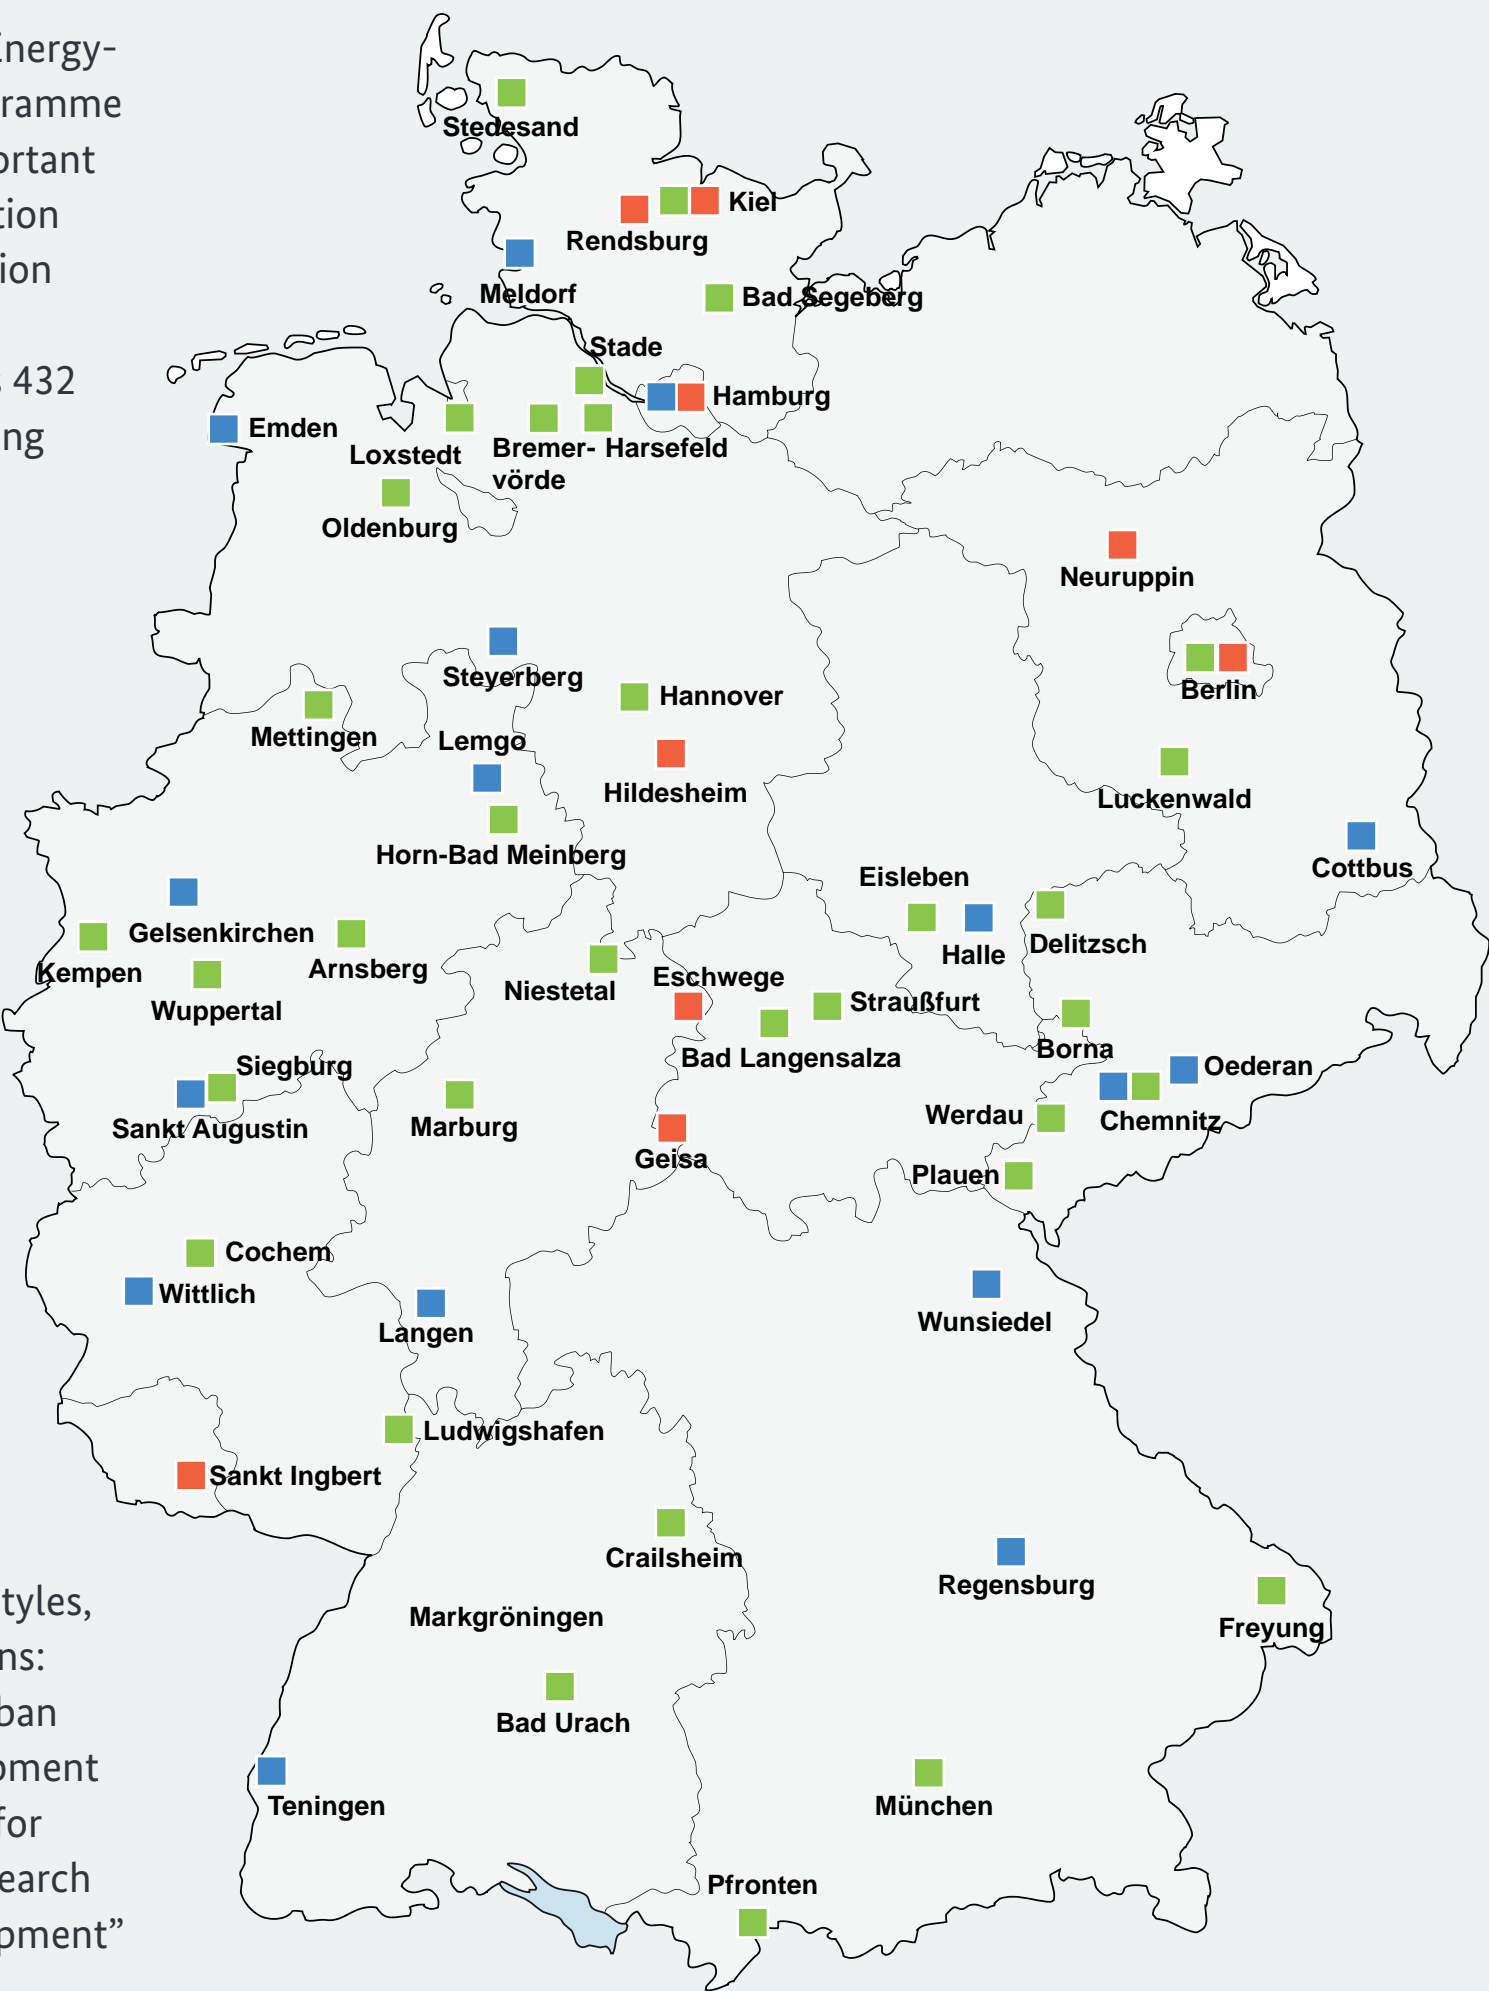 Energy-
ramme
ortant
tion
ion
s 432
ng
Stedesand
Kiel
Rendsburg
Meldorf
Bad Segeberg
Stade
Hamburg
Emden
Loxstedt
Bremer-
vörde
Harsefeld
Oldenburg
Neuruppin
Berlin
Steyerberg
Hannover
Mettingen
Lemgo
Hildesheim
Luckenwald
Horn-Bad Meinberg
Cottbus
Eisleben
Gelsenkirchen
Halle
Delitzsch
Kempen
Arnsberg
Niestetal
Eschwege
Straußfurt
Wuppertal
Bad Langensalza
Borna
Siegburg
Oederan
Sankt Augustin
Marburg
Werdau
Chemnitz
Geisa
Plauen
Cochem
Wittlich
Langen
Wunsiedel
Ludwigshafen
Sankt Ingbert
Crailsheim
Regensburg
Markgröningen
Freyung
Bad Urach
Teningen
München
Pfronten
tyles,
ns:
ban
pment
for
earch
pment”